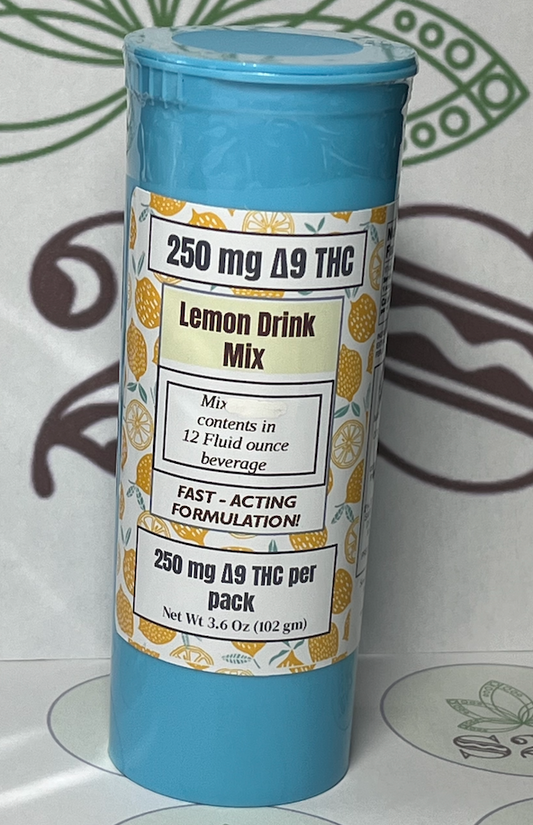 250 mg Δ9 THC
Lemon Drink
Mix
Mix
contents in
12 Fluid ounce
beverage
FAST - ACTING
FORMULATION!
250 mg Δ9 THC per
pack
Net Wt 3.6 Oz (102 gm)